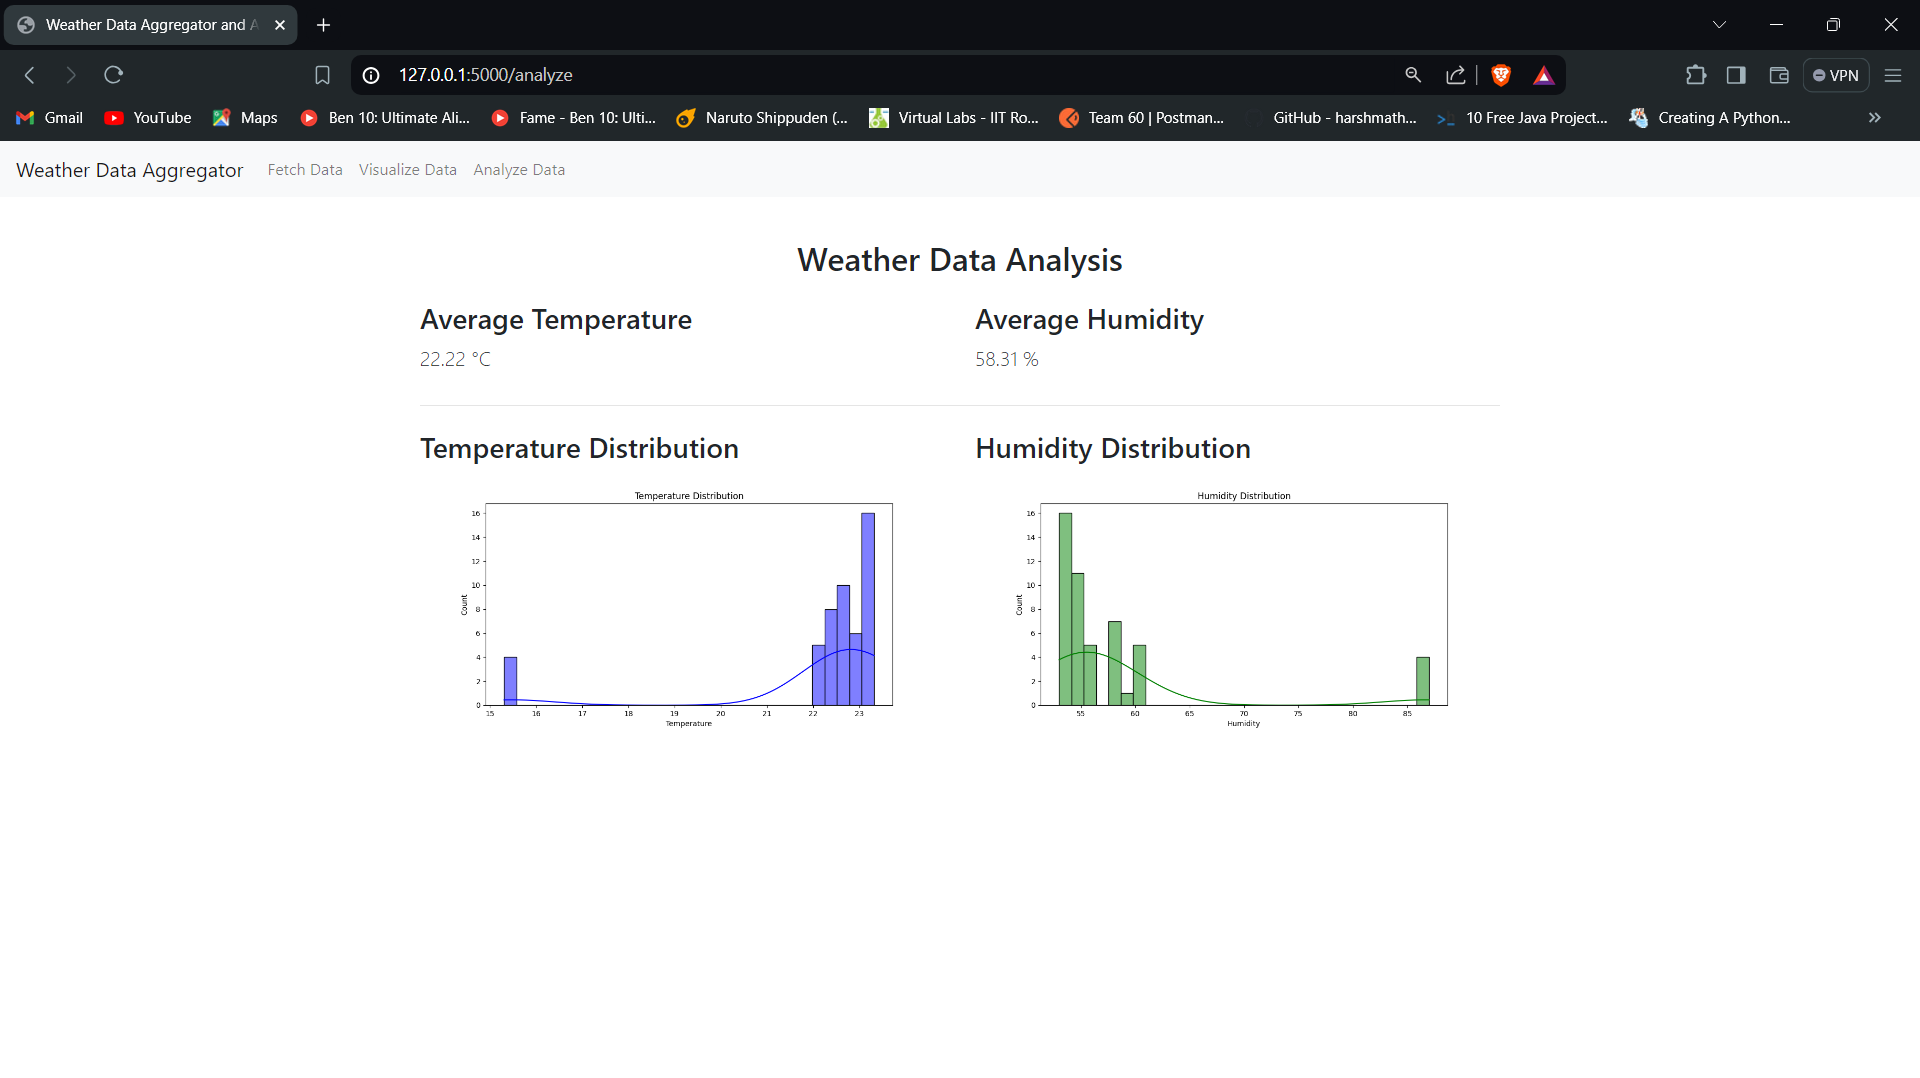 Weather Data Aggregator and A
127.0.0.1:5000/analyze
VPN
Gmail YouTube Maps Ben 10: Ultimate Ali... Fame - Ben 10: Ulti... Naruto Shippuden (... Virtual Labs - IIT Ro... Team 60 | Postman... GitHub - harshmath... 10 Free Java Project... Creating A Python...
Weather Data Aggregator Fetch Data Visualize Data Analyze Data
Weather Data Analysis
Average Temperature
22.22 °C
Average Humidity
58.31 %
Temperature Distribution
Temperature Distribution
16
14
12
10
8
6
4
2
0
Count
15 16 17 18 19 20 21 22 23
Temperature
Humidity Distribution
Humidity Distribution
16
14
12
10
8
6
4
2
0
Count
55 60 65 70 75 80 85
Humidity